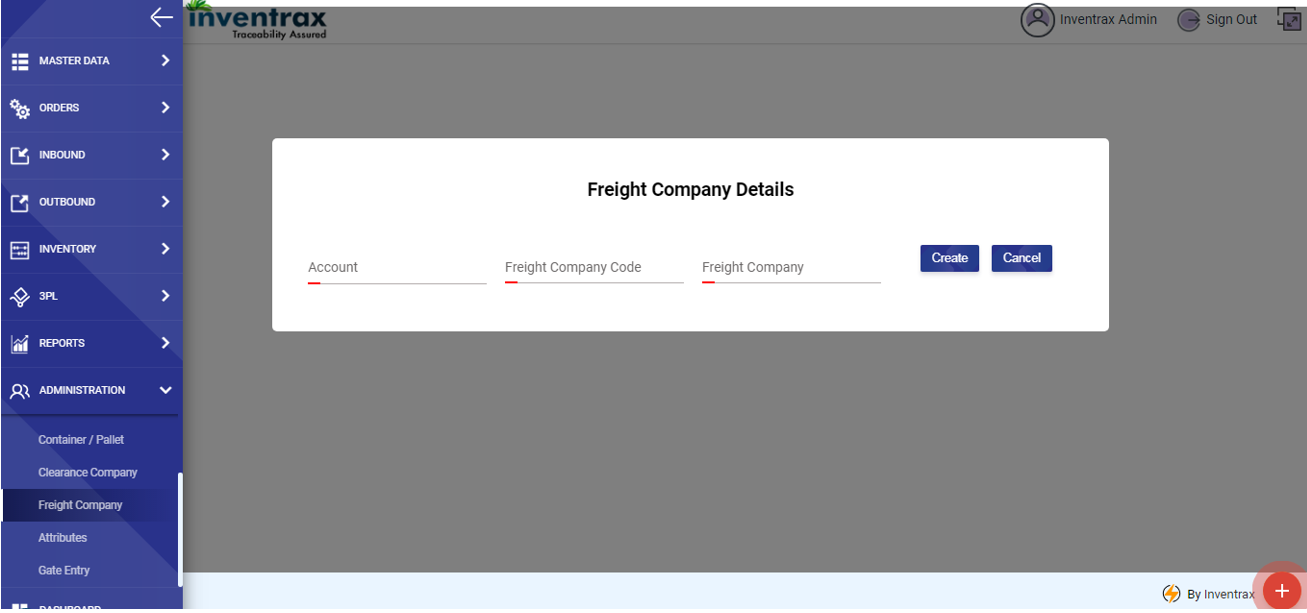 inventrax
Traceability Assured
Inventrax Admin
Sign Out
MASTER DATA
ORDERS
INBOUND
OUTBOUND
INVENTORY
3PL
REPORTS
ADMINISTRATION
Container / Pallet
Clearance Company
Freight Company
Attributes
Gate Entry
DASHBOARD
Freight Company Details
Account
Freight Company Code
Freight Company
Create
Cancel
By Inventrax